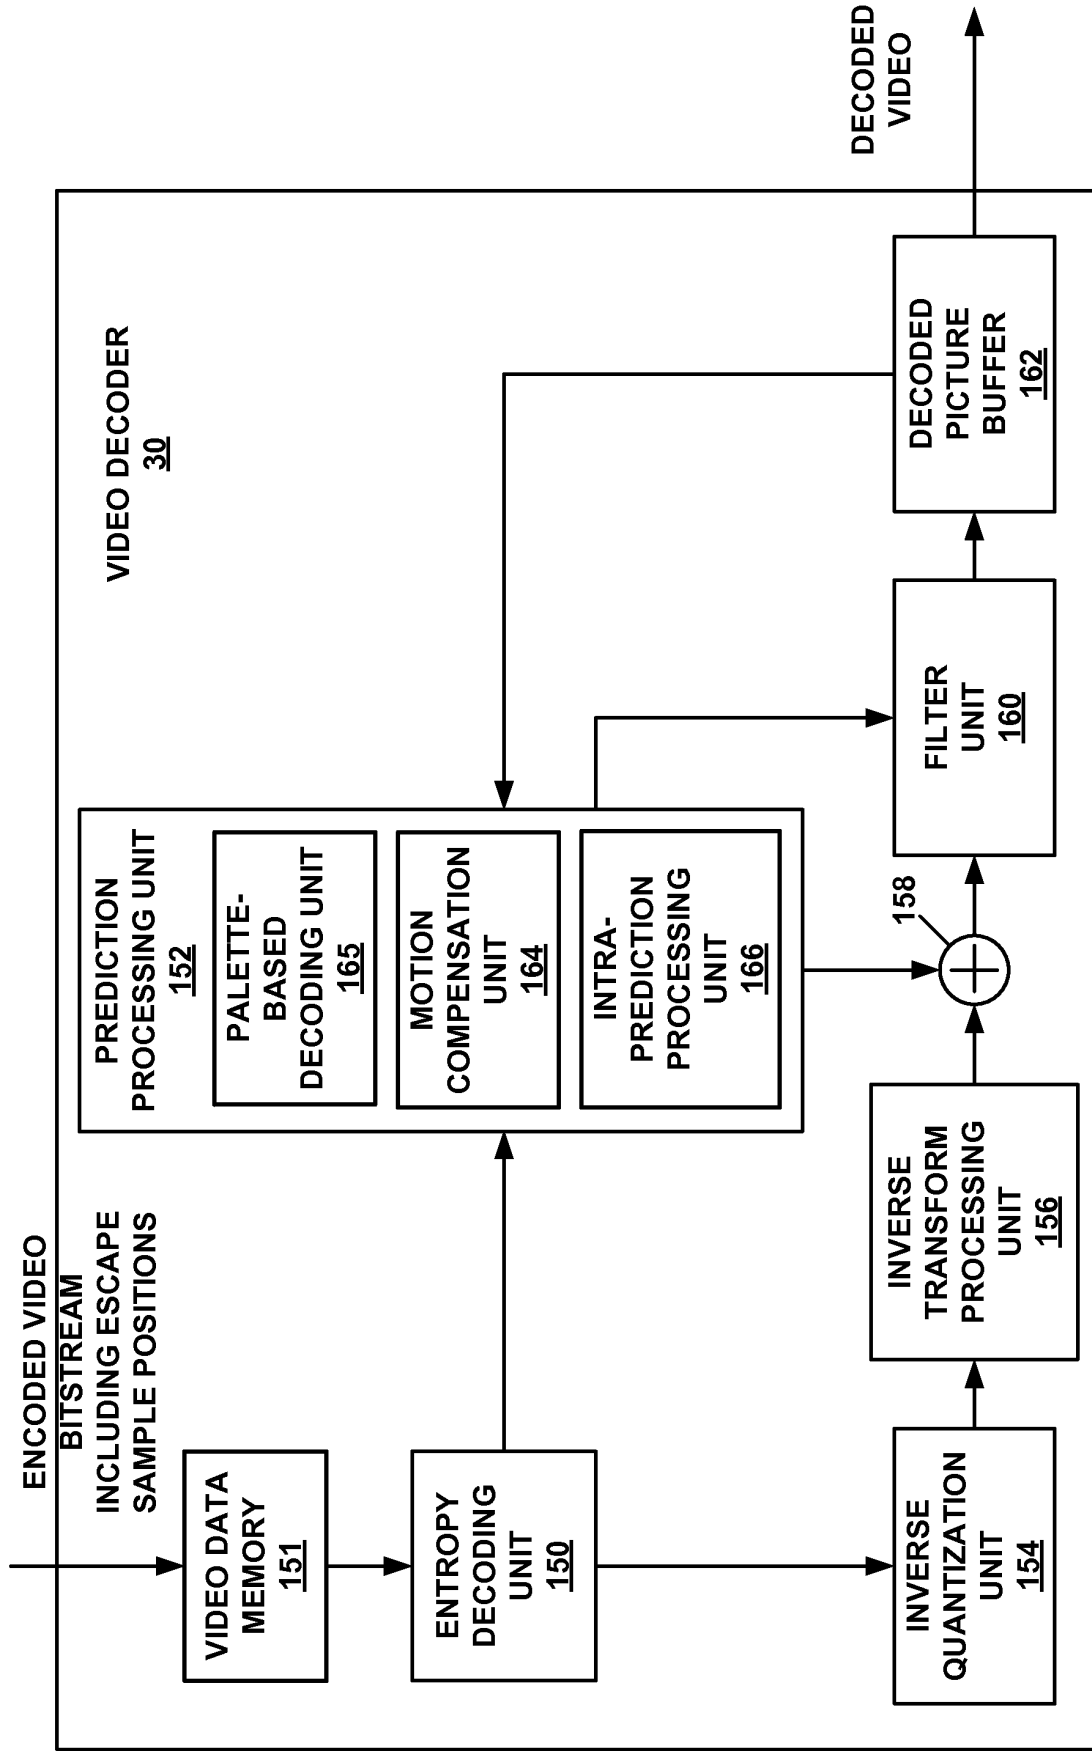 ENCODED VIDEO
BITSTREAM
INCLUDING ESCAPE
SAMPLE POSITIONS
VIDEO DECODER
30
DECODED
VIDEO
VIDEO DATA
MEMORY
151
ENTROPY
DECODING
UNIT
150
PREDICTION
PROCESSING UNIT
152
PALETTE-
BASED
DECODING UNIT
165
MOTION
COMPENSATION
UNIT
164
INTRA-
PREDICTION
PROCESSING
UNIT
166
INVERSE
QUANTIZATION
UNIT
154
INVERSE
TRANSFORM
PROCESSING
UNIT
156
158
FILTER
UNIT
160
DECODED
PICTURE
BUFFER
162